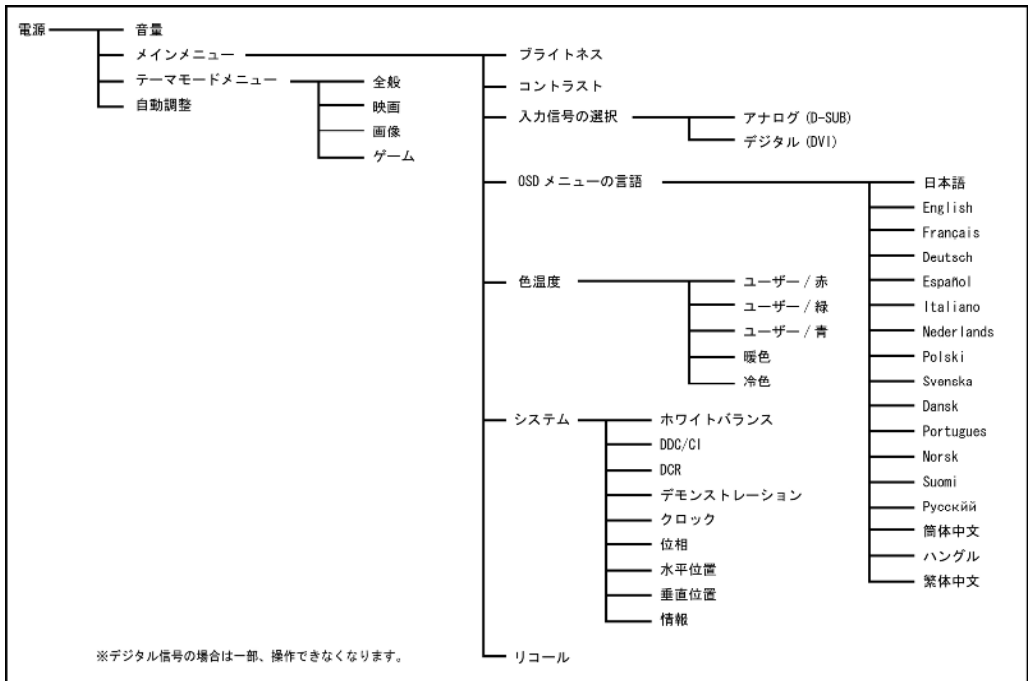 電源
音量
メインメニュー
テーマモードメニュー
自動調整
全般
映画
画像
ゲーム
ブライトネス
コントラスト
入力信号の選択
アナログ (D-SUB)
デジタル (DVI)
OSD メニューの言語
日本語
English
Français
Deutsch
Español
Italiano
Nederlands
Polski
Svenska
Dansk
Portugues
Norsk
Suomi
Русскйй
筒体中文
ハングル
繁体中文
色温度
ユーザー / 赤
ユーザー / 緑
ユーザー / 青
暖色
冷色
システム
ホワイトバランス
DDC/CI
DCR
デモンストレーション
クロック
位相
水平位置
垂直位置
情報
リコール
※デジタル信号の場合は一部、操作できなくなります。